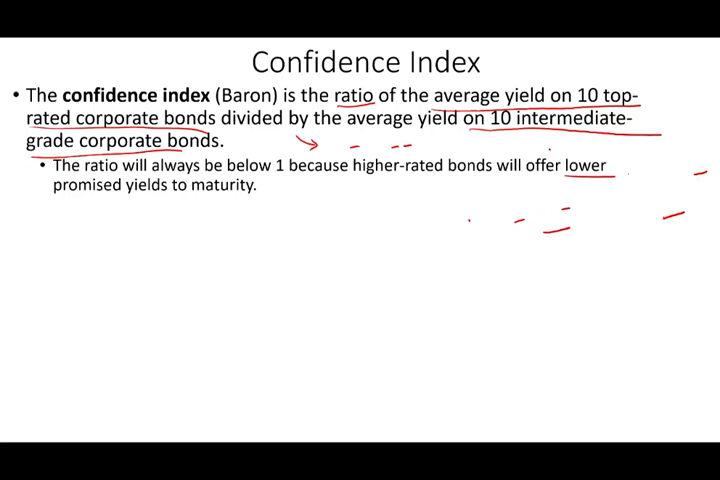 Confidence Index
• The confidence index (Baron) is the ratio of the average yield on 10 top-
rated corporate bonds divided by the average yield on 10 intermediate-
grade corporate bonds.
• The ratio will always be below 1 because higher-rated bonds will offer lower
promised yields to maturity.